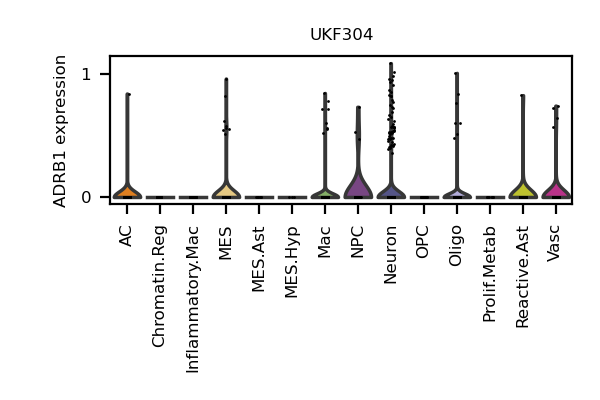 UKF304
ADRB1 expression
1
0
AC
Chromatin.Reg
Inflammatory.Mac
MES
MES.Ast
MES.Hyp
Mac
NPC
Neuron
OPC
Oligo
Prolif.Metab
Reactive.Ast
Vasc